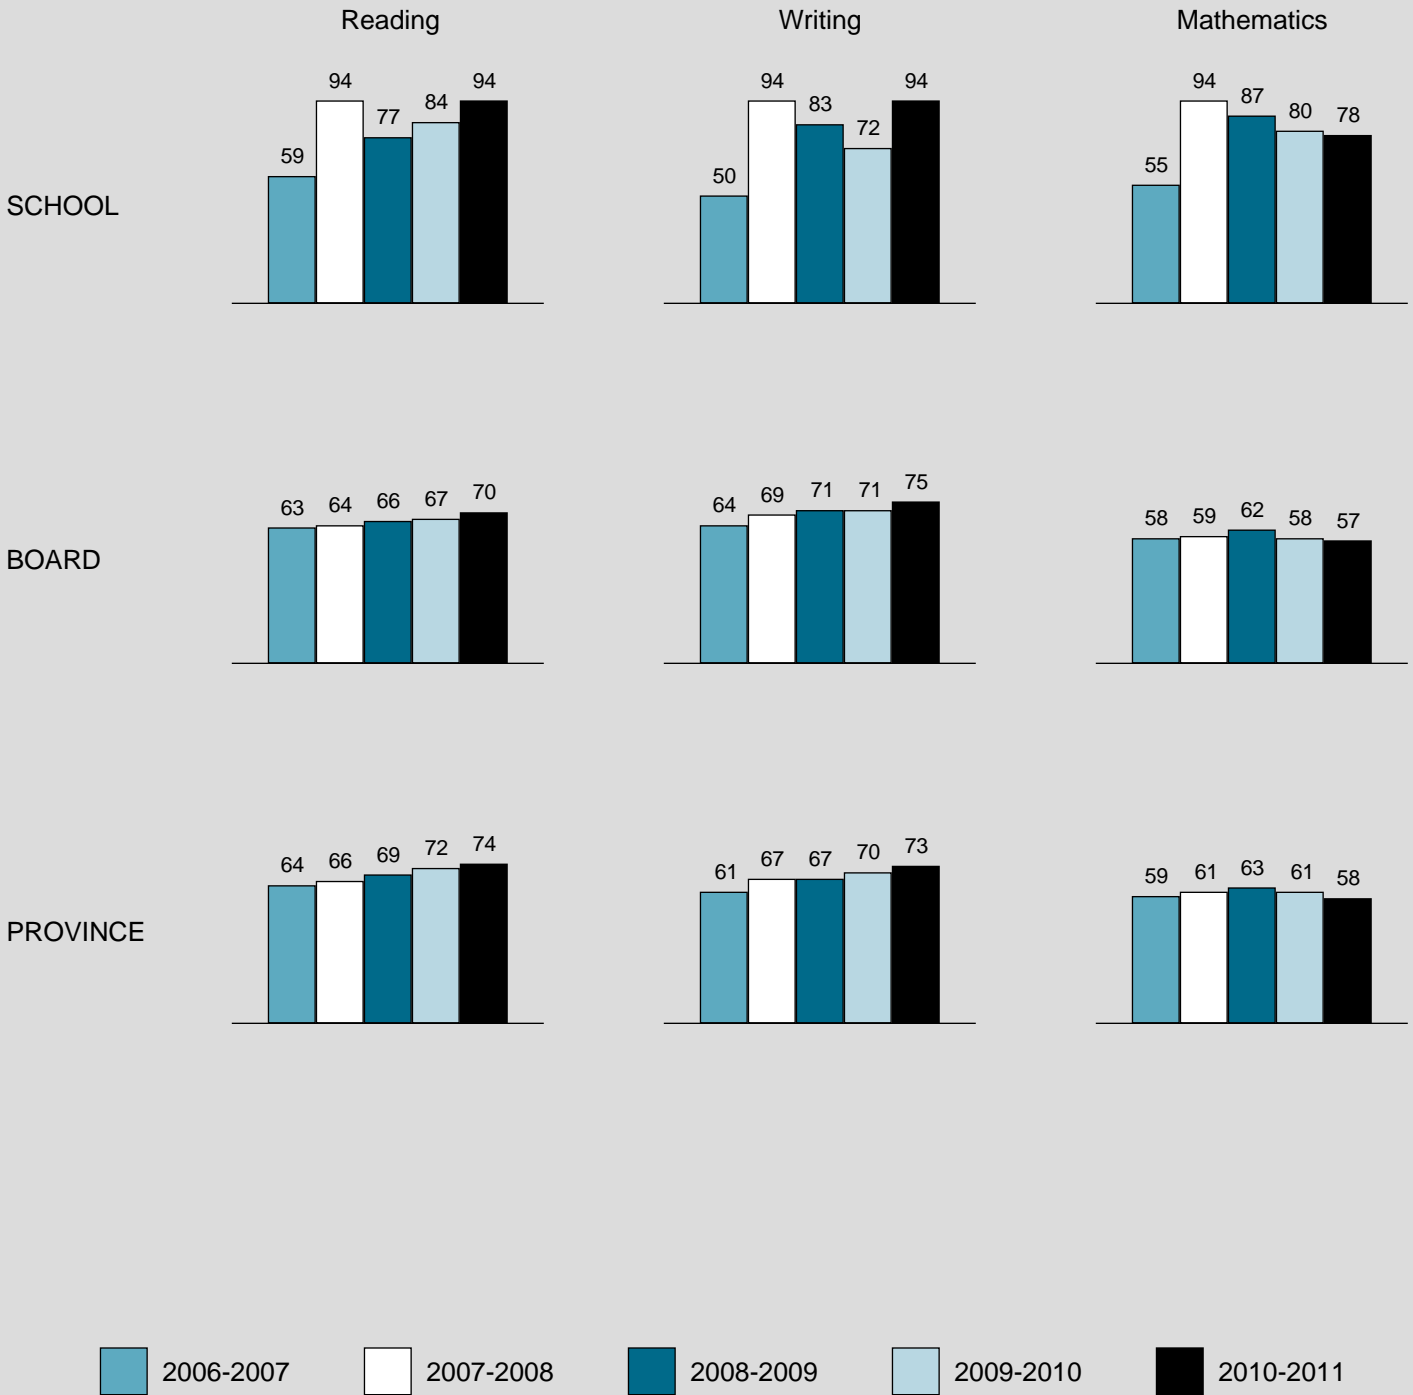 Reading Writing Mathematics
SCHOOL
59 94 77 84 94
50 94 83 72 94
55 94 87 80 78
BOARD
63 64 66 67 70
64 69 71 71 75
58 59 62 58 57
PROVINCE
64 66 69 72 74
61 67 67 70 73
59 61 63 61 58
2006-2007 2007-2008 2008-2009 2009-2010 2010-2011